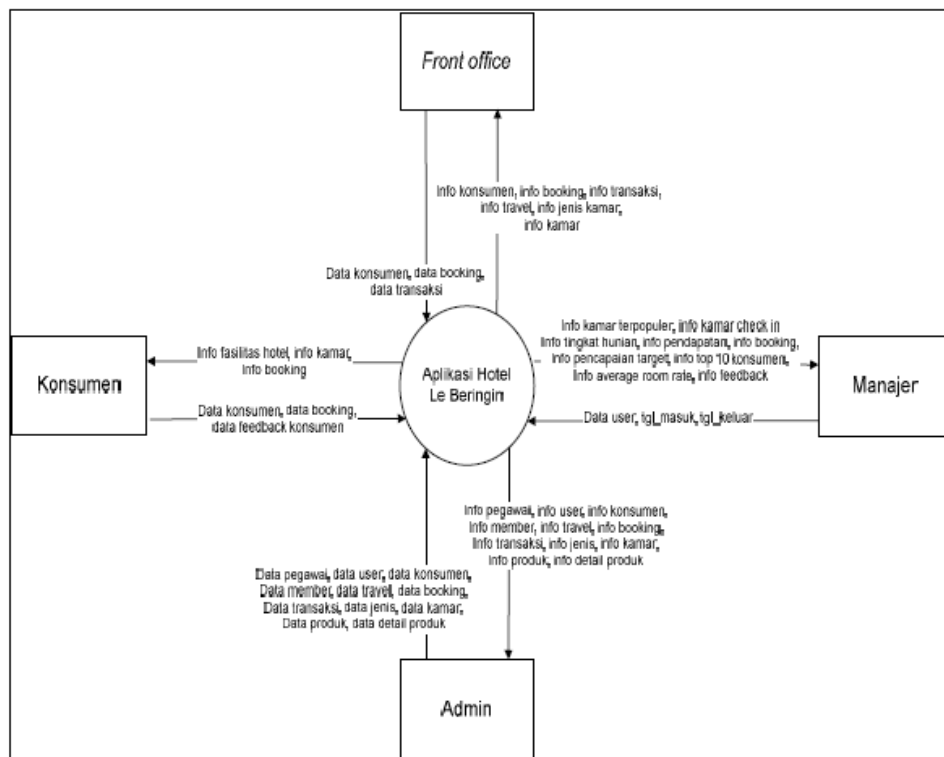 Front office
Info konsumen, info booking, info transaksi,
info travel, info jenis kamar,
info kamar
Data konsumen, data booking,
data transaksi
Info fasilitas hotel, info kamar,
Info booking
Konsumen
Data konsumen, data booking,
data feedback konsumen
Aplikasi Hotel
Le Beringin
Info kamar terpopuler, info kamar check in
Info tingkat hunian, info pendapatan, info booking,
Info pencapaian target, info top 10 konsumen,
Info average room rate, info feedback
Manajer
Data user, tgl_masuk, tgl_keluar
Info pegawai, info user, info konsumen,
Info member, info travel, info booking,
Info transaksi, info jenis, info kamar,
Info produk, info detail produk
Data pegawai, data user, data konsumen,
Data member, data travel, data booking,
Data transaksi, data jenis, data kamar,
Data produk, data detail produk
Admin